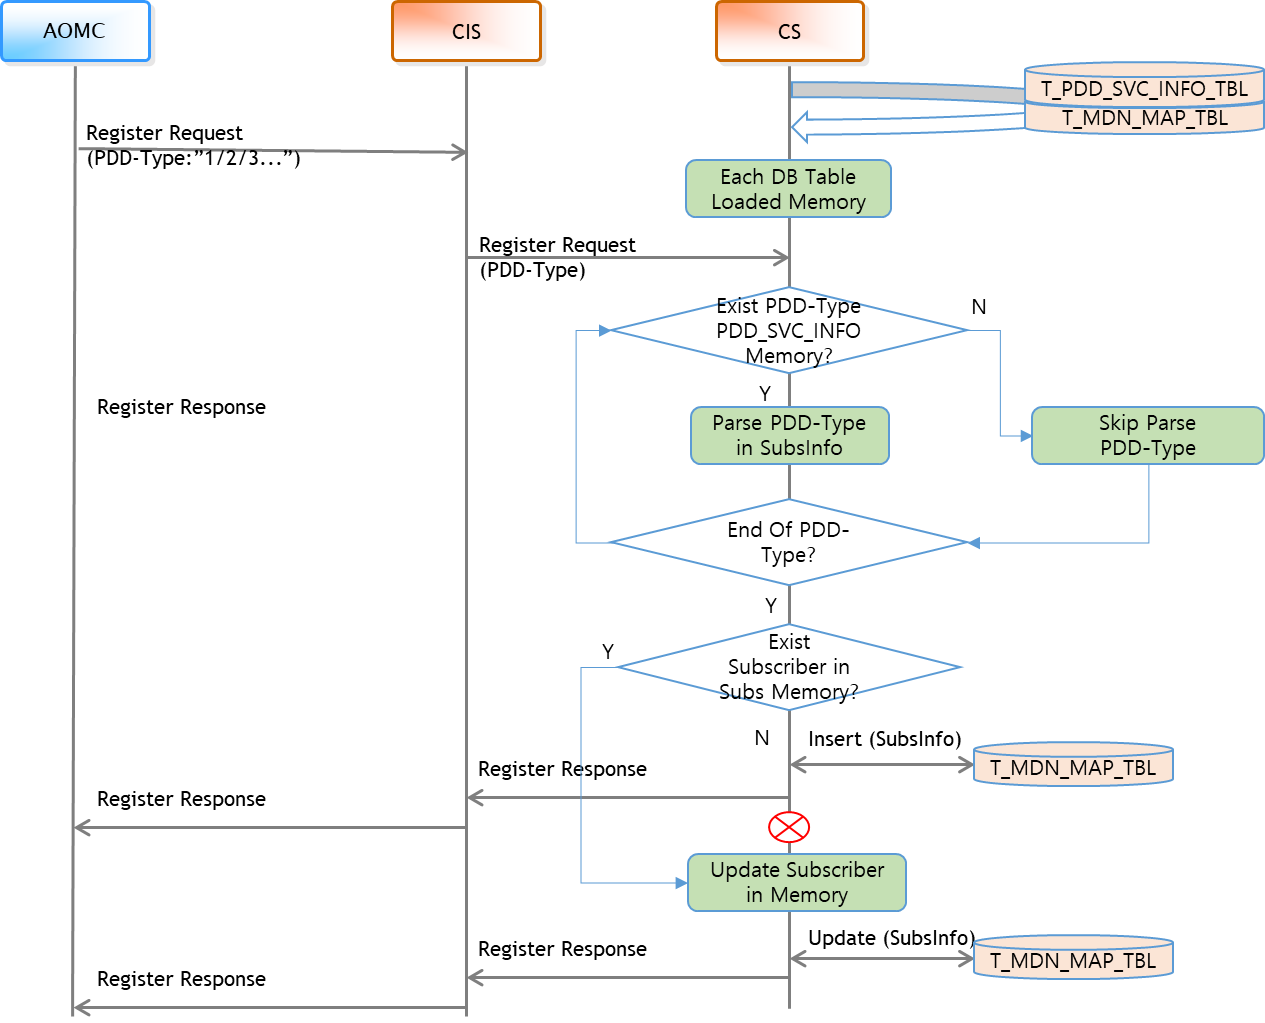 AOMC
CIS
CS
T_PDD_SVC_INFO_TBL
T_MDN_MAP_TBL
Register Request
(PDD-Type:”1/2/3...”)
Each DB Table
Loaded Memory
Register Request
(PDD-Type)
Exist PDD-Type
PDD_SVC_INFO
Memory?
N
Y
Register Response
Parse PDD-Type
in SubsInfo
Skip Parse
PDD-Type
End Of PDD-
Type?
Y
Exist
Subscriber in
Subs Memory?
Y
N
Insert (SubsInfo)
T_MDN_MAP_TBL
Register Response
Register Response
Update Subscriber
in Memory
Update (SubsInfo)
T_MDN_MAP_TBL
Register Response
Register Response